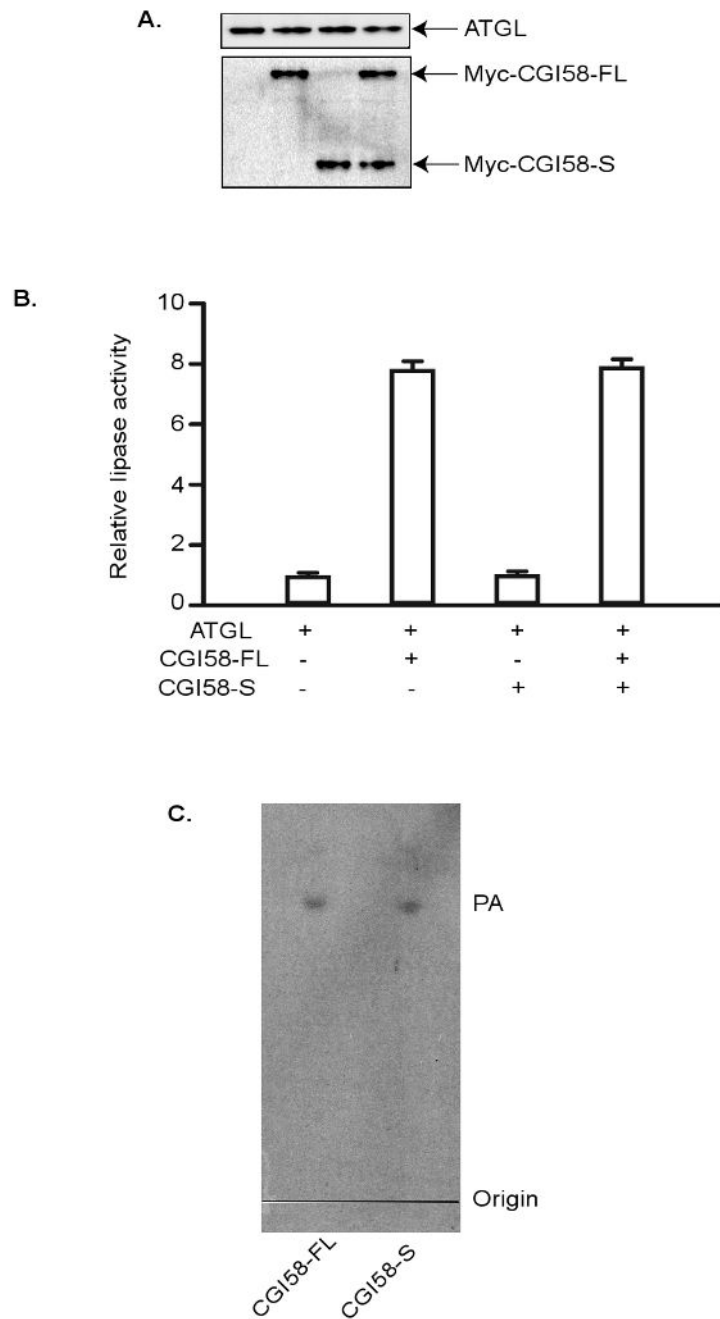 A.
ATGL
Myc-CGI58-FL
Myc-CGI58-S
B.
Relative lipase activity
10
8
6
4
2
0
ATGL + + + +
CGI58-FL - + - +
CGI58-S - - + +
C.
PA
Origin
CGI58-FL
CGI58-S